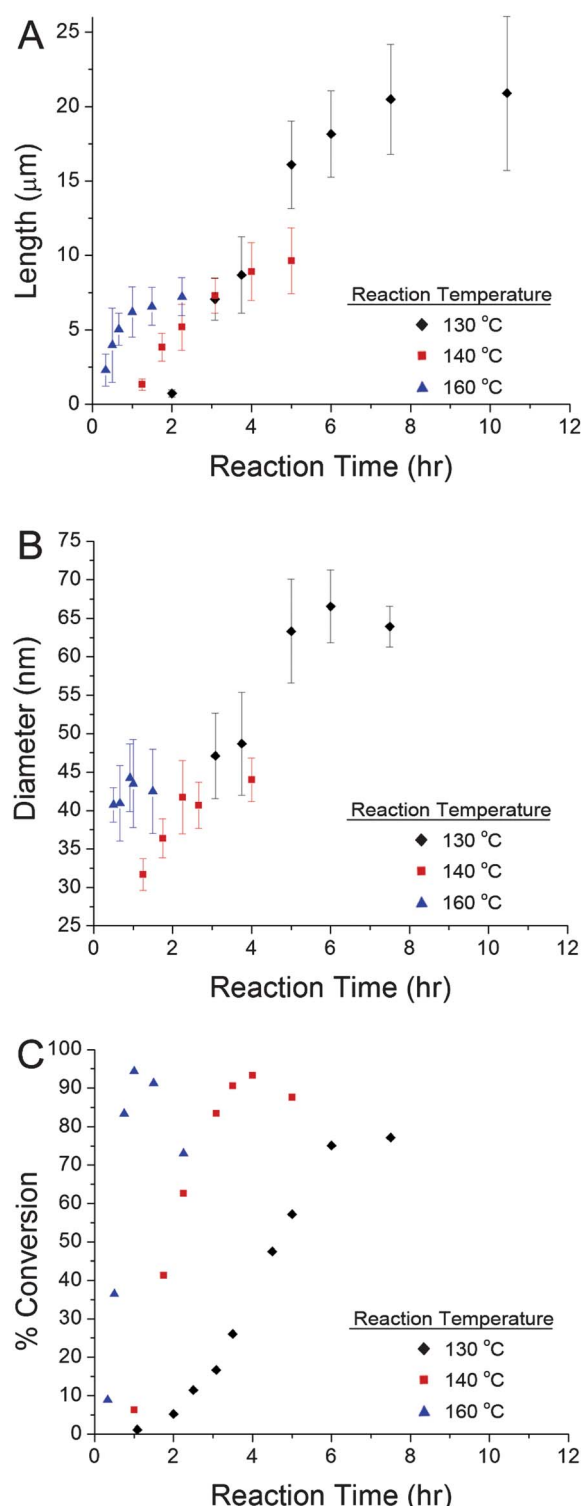 A
25
20
15
10
5
0
Length (μm)
0 2 4 6 8 10 12
Reaction Time (hr)
Reaction Temperature
130 °C
140 °C
160 °C
B
75
70
65
60
55
50
45
40
35
30
25
Diameter (nm)
0 2 4 6 8 10 12
Reaction Time (hr)
Reaction Temperature
130 °C
140 °C
160 °C
C
100
90
80
70
60
50
40
30
20
10
0
% Conversion
0 2 4 6 8 10 12
Reaction Time (hr)
Reaction Temperature
130 °C
140 °C
160 °C